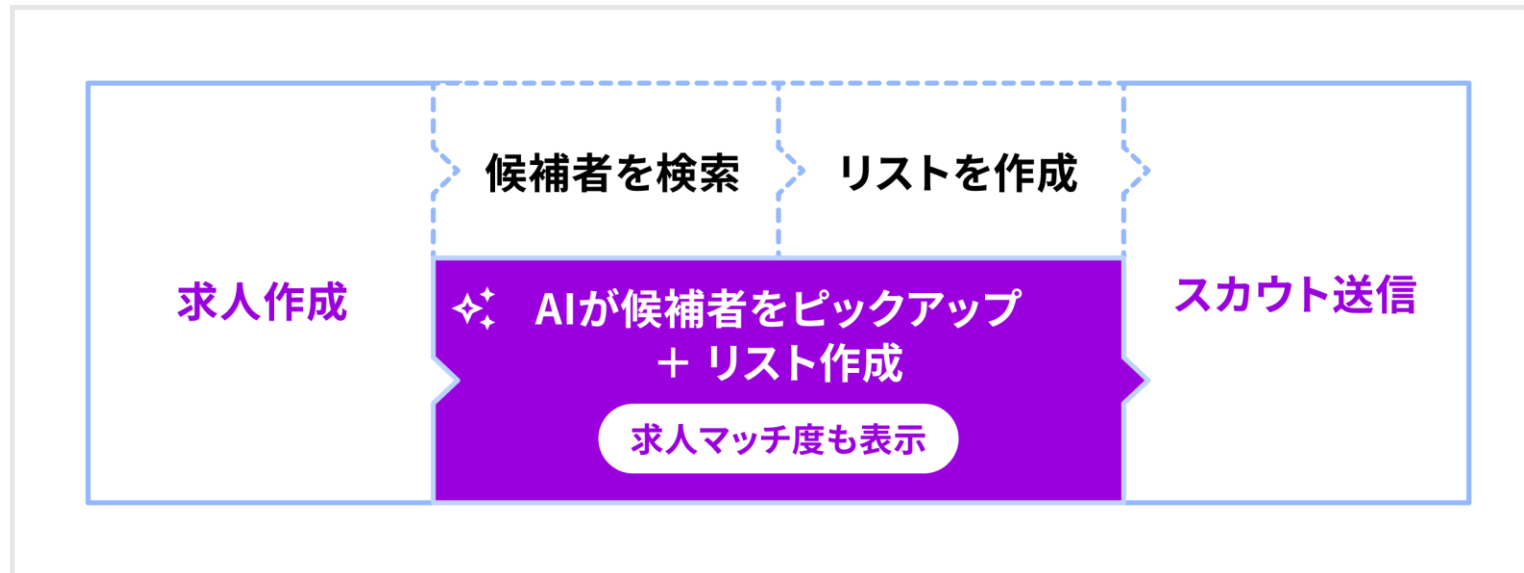 求人作成
候補者を検索
リストを作成
AIが候補者をピックアップ
＋ リスト作成
求人マッチ度も表示
スカウト送信